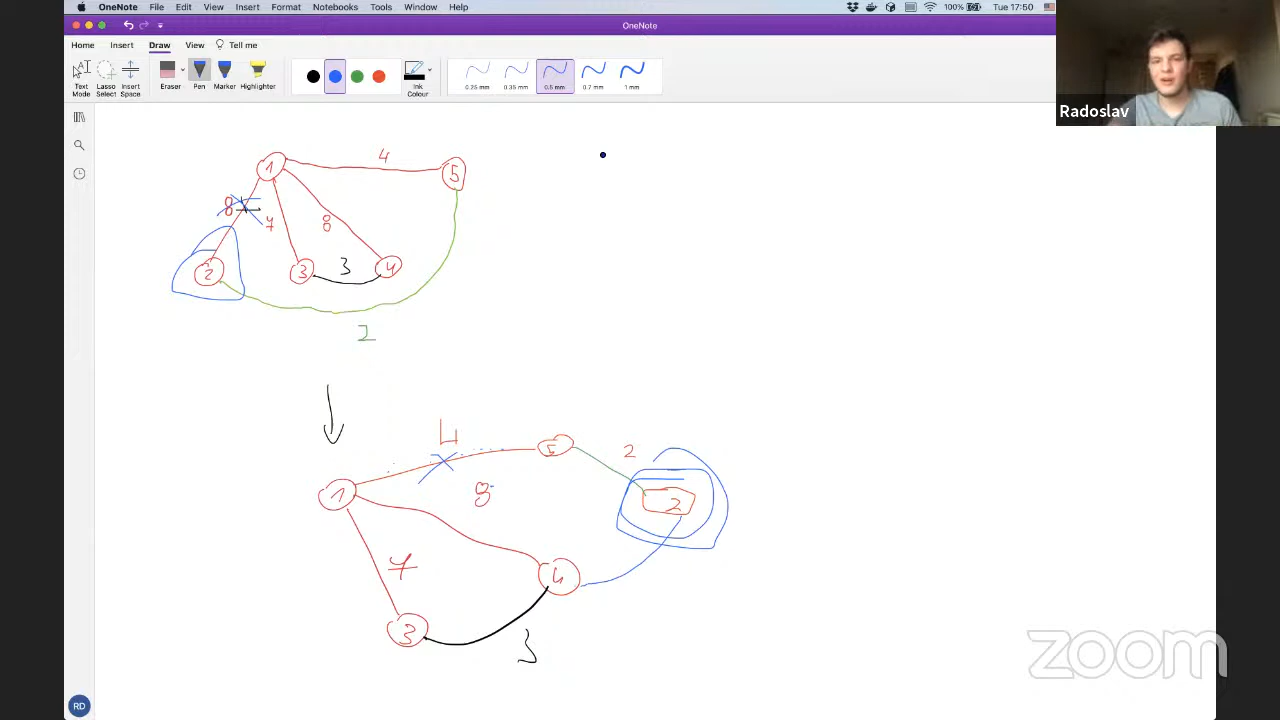 OneNote File Edit View Insert Format Notebooks Tools Window Help 100% Tue 17:50
OneNote
Home Insert Draw View Tell me
Text Mode
Lasso Select
Insert Space
Eraser
Pen
Marker
Highlighter
Ink Colour
0.25 mm
0.35 mm
0.5 mm
0.7 mm
1 mm
Radoslav
1
4
5
8
7
8
2
3
3
4
2
4
5
2
1
8
2
7
4
3
3
zoom
RD